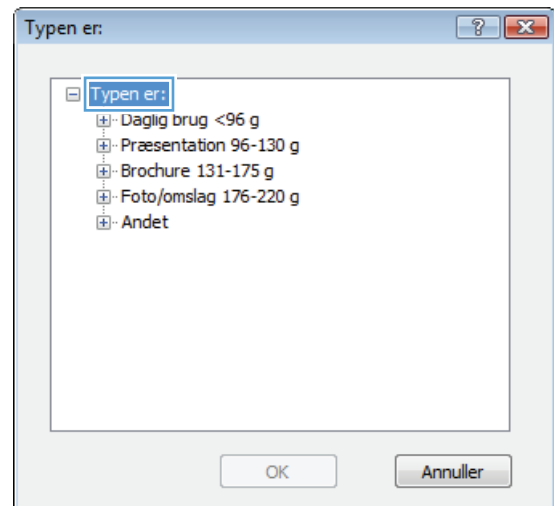 Typen er:
?
Typen er:
Daglig brug <96 g
Præsentation 96-130 g
Brochure 131-175 g
Foto/omslag 176-220 g
Andet
OK
Annuller